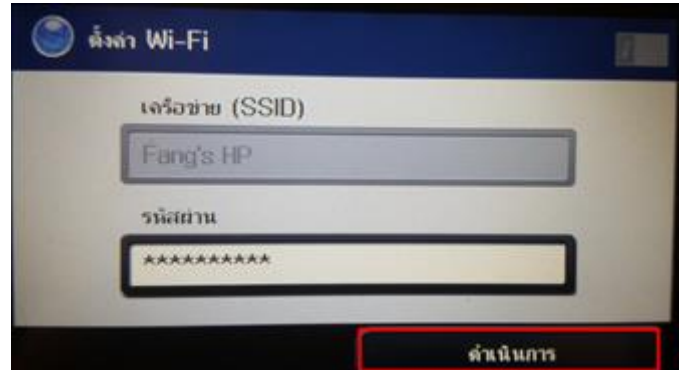 ตั้งค่า Wi-Fi
เครือข่าย (SSID)
Fang's HP
รหัสผ่าน
**********
ดำเนินการ